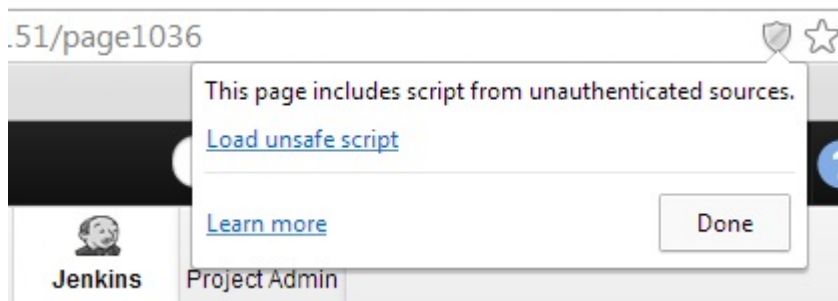 .51/page1036
This page includes script from unauthenticated sources.
Load unsafe script
Learn more
Done
Jenkins
Project Admin